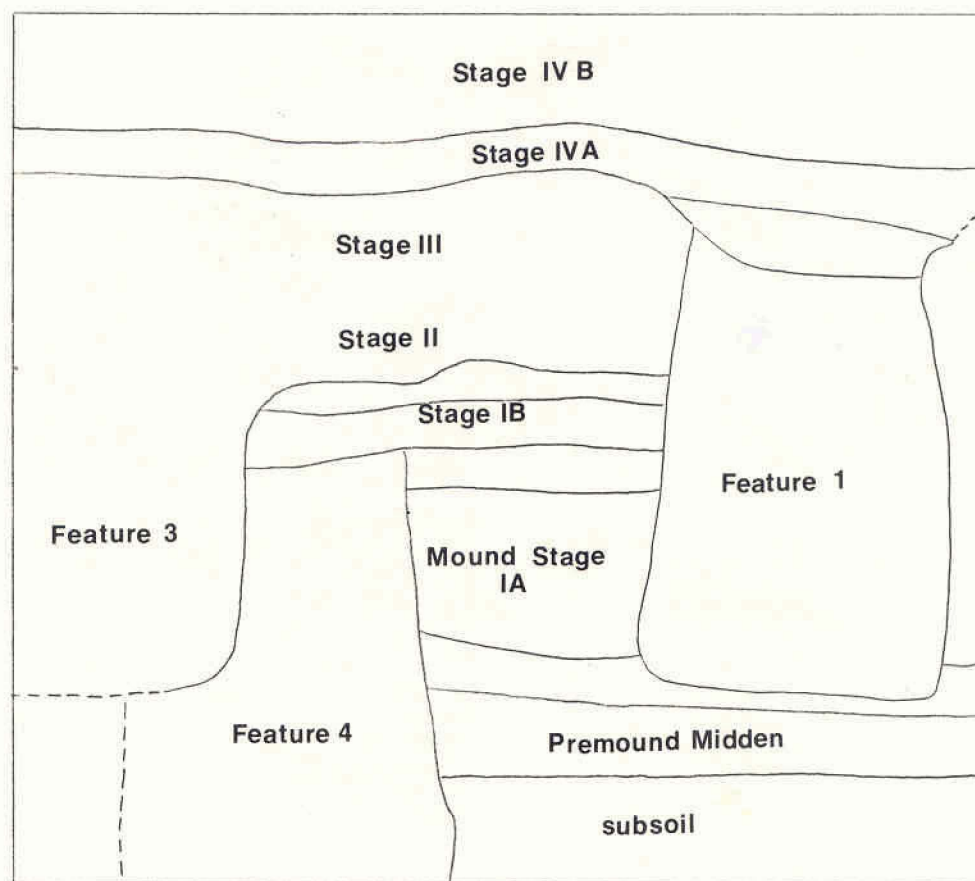 Stage IV B
Stage IVA
Stage III
Stage II
Stage IB
Feature 1
Feature 3
Mound Stage
IA
Feature 4
Premound Midden
subsoil